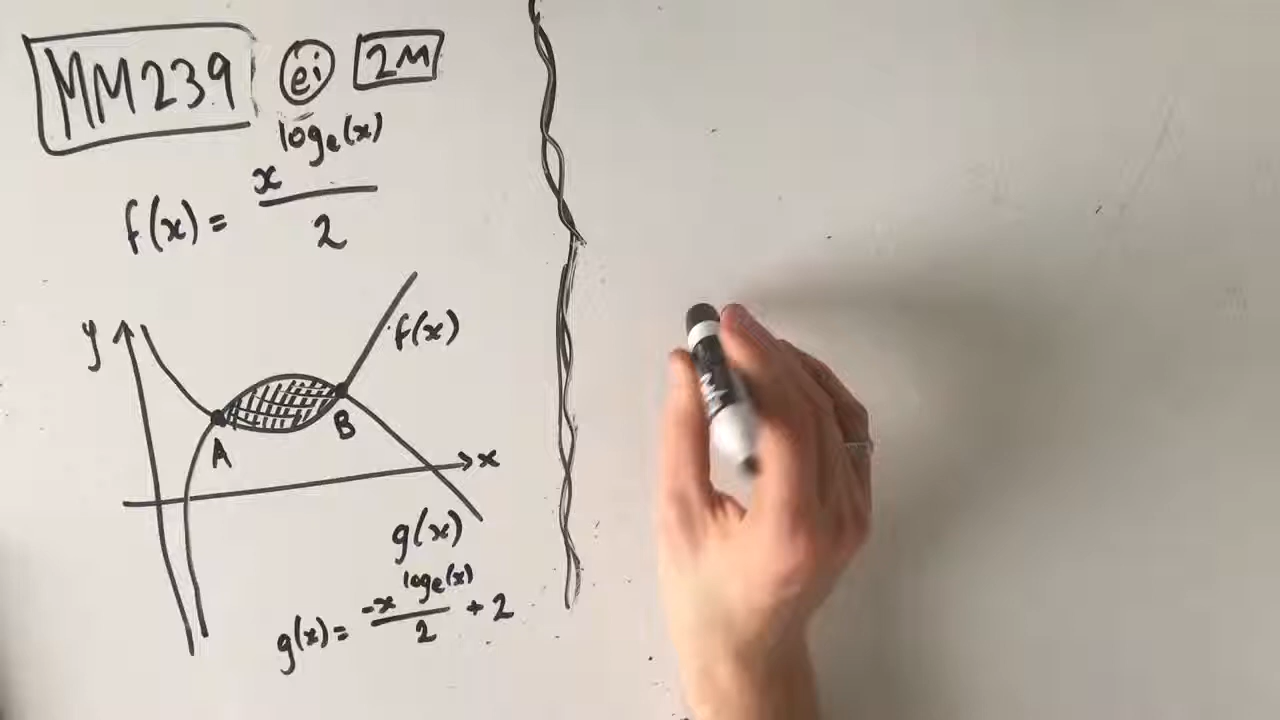 MM239 ei 2M
f(x) = x^logₑ(x) / 2
y
f(x)
A B
x
g(x)
g(x) = -x^logₑ(x) / 2 + 2